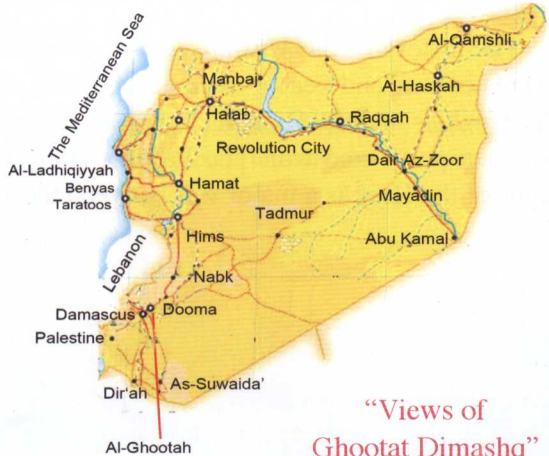 The Mediterranean Sea
Al-Qamshli
Manbaj
Al-Haskah
Halab
Raqqah
Revolution City
Dair Az-Zoor
Al-Ladhiqiyyah
Hamat
Benyas
Mayadin
Taratoos
Tadmur
Hims
Abu Kamal
Lebanon
Nabk
Damascus
Dooma
Palestine
Dir'ah
As-Suwaida'
Al-Ghootah
“Views of
Ghootat Dimashq”